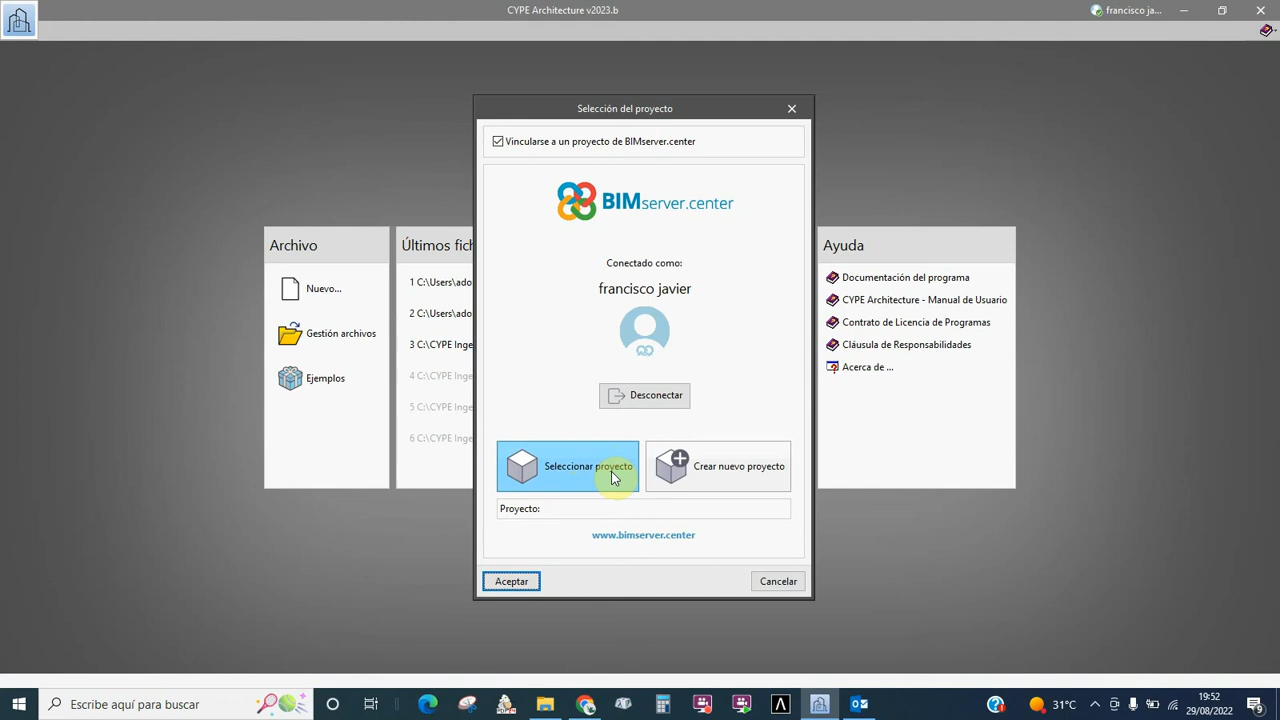 CYPE Architecture v2023.b
francisco ja...
Selección del proyecto
Vincularse a un proyecto de BIMserver.center
BIMserver.center
Conectado como:
francisco javier
Desconectar
Seleccionar proyecto
Crear nuevo proyecto
Proyecto:
www.bimserver.center
Aceptar
Cancelar
Archivo
Nuevo...
Gestión archivos
Ejemplos
Últimos fich
1 C:\Users\ado
2 C:\Users\ado
3 C:\CYPE Inge
4 C:\CYPE Inge
5 C:\CYPE Inge
6 C:\CYPE Inge
Ayuda
Documentación del programa
CYPE Architecture - Manual de Usuario
Contrato de Licencia de Programas
Cláusula de Responsabilidades
Acerca de ...
Escribe aquí para buscar
31°C
19:52
29/08/2022